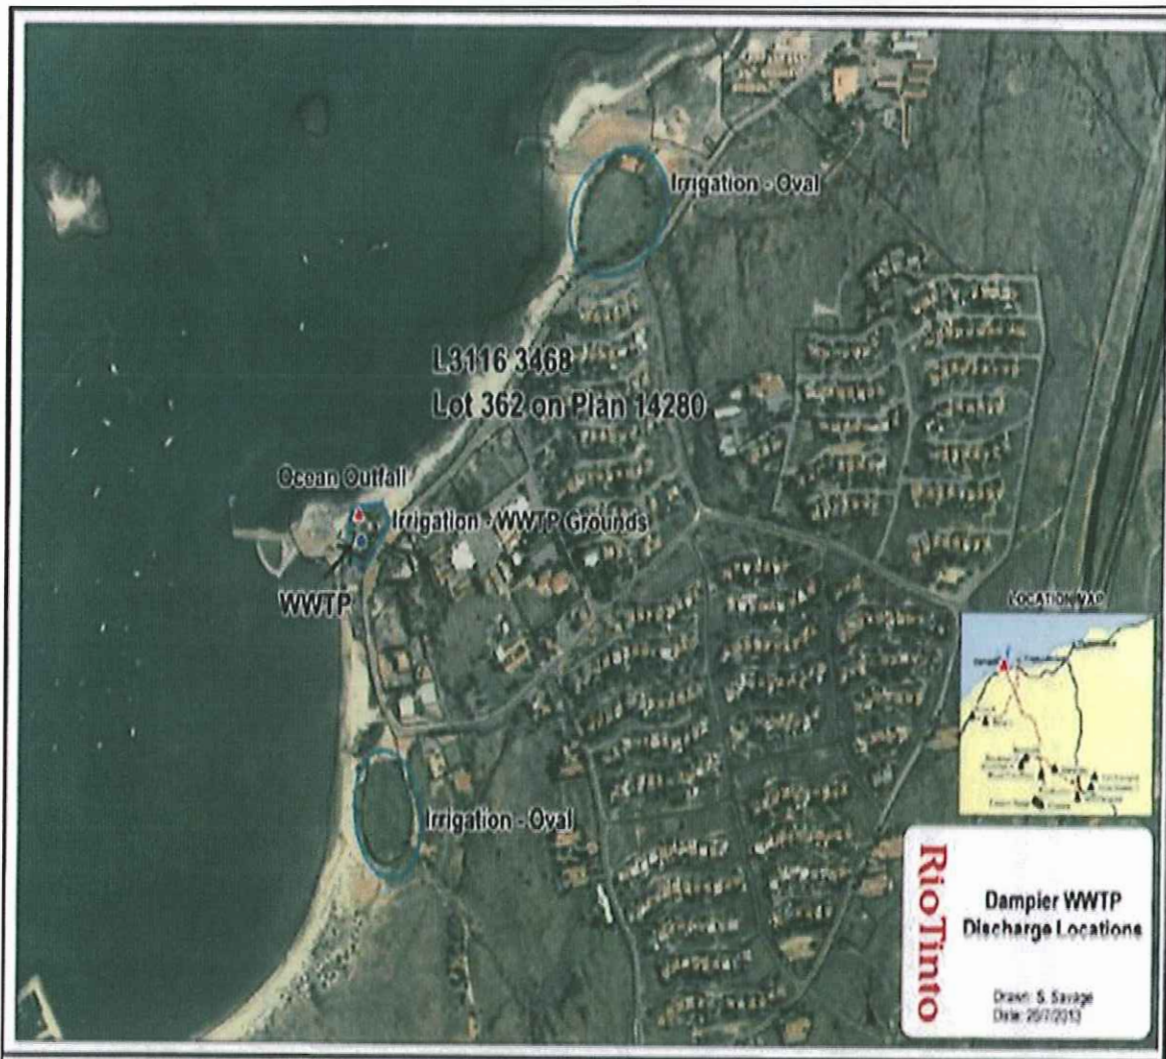 Irrigation - Oval
L3116 3468
Lot 362 on Plan 14280
Ocean Outfall
Irrigation - WWTP Grounds
WWTP
LOCATION MAP
Irrigation - Oval
RioTinto
Dampier WWTP
Discharge Locations
Drawn: S. Savage
Date: 26/7/2013